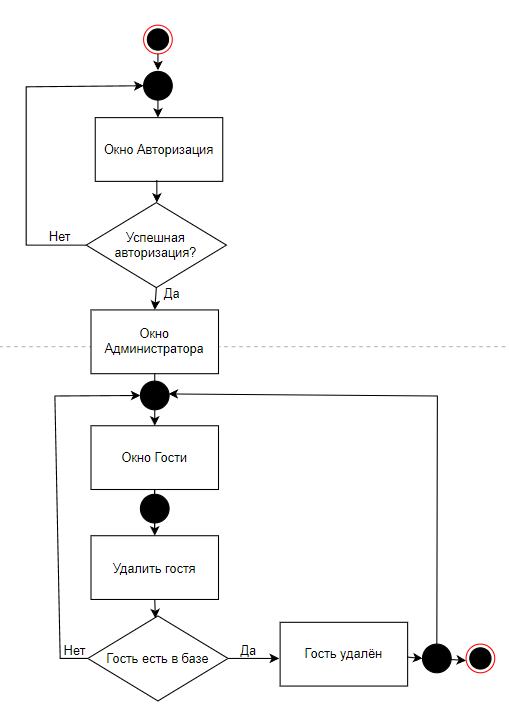 Окно Авторизация
Успешная
авторизация?
Нет
Да
Окно
Администратора
Окно Гости
Удалить гостя
Гость есть в базе
Нет
Да
Гость удалён